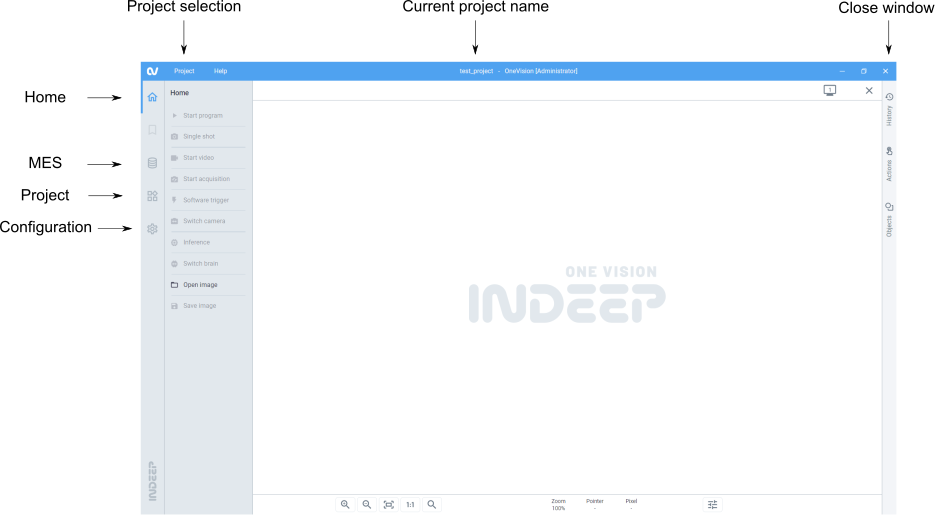 Project selection
Current project name
Close window
Project
Help
test_project - OneVision [Administrator]
Home
Home
1
Start program
History
Single shot
MES
Start video
Actions
Start acquisition
Project
Software trigger
Configuration
Switch camera
Objects
Inference
Switch brain
ONE VISION
INDEEP
Open image
Save image
INDEEP
1:1
Zoom
100%
Pointer
-
Pixel
-